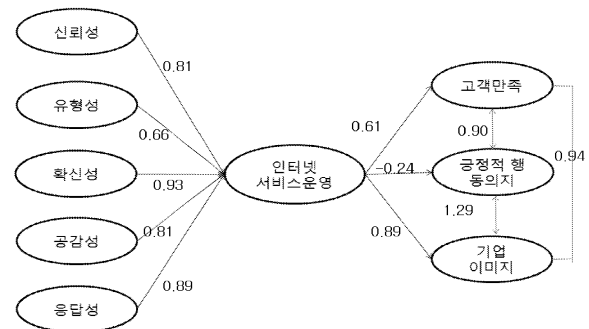 신뢰성
0.81
유형성
0.66
확신성
0.93
공감성
0.81
응답성
0.89
인터넷
서비스운영
0.61
-0.24
0.89
고객만족
0.90
0.94
긍정적 행
동의지
1.29
기업
이미지